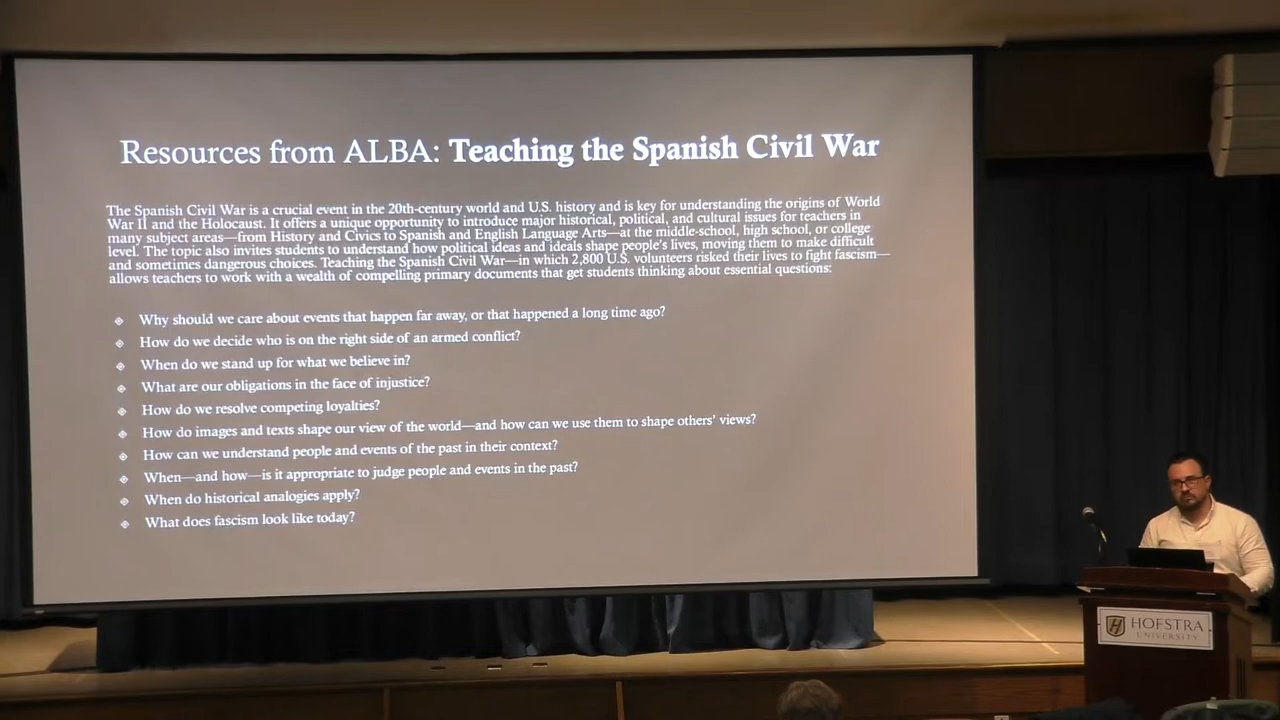 Resources from ALBA: Teaching the Spanish Civil War
The Spanish Civil War is a crucial event in the 20th-century world and U.S. history and is key for understanding the origins of World
War II and the Holocaust. It offers a unique opportunity to introduce major historical, political, and cultural issues for teachers in
many subject areas—from History and Civics to Spanish and English Language Arts—at the middle-school, high school, or college
level. The topic also invites students to understand how political ideas and ideals shape people's lives, moving them to make difficult
and sometimes dangerous choices. Teaching the Spanish Civil War—in which 2,800 U.S. volunteers risked their lives to fight fascism—
allows teachers to work with a wealth of compelling primary documents that get students thinking about essential questions:
Why should we care about events that happen far away, or that happened a long time ago?
How do we decide who is on the right side of an armed conflict?
When do we stand up for what we believe in?
What are our obligations in the face of injustice?
How do we resolve competing loyalties?
How do images and texts shape our view of the world—and how can we use them to shape others' views?
How can we understand people and events of the past in their context?
When—and how—is it appropriate to judge people and events in the past?
When do historical analogies apply?
What does fascism look like today?
HOFSTRA
UNIVERSITY